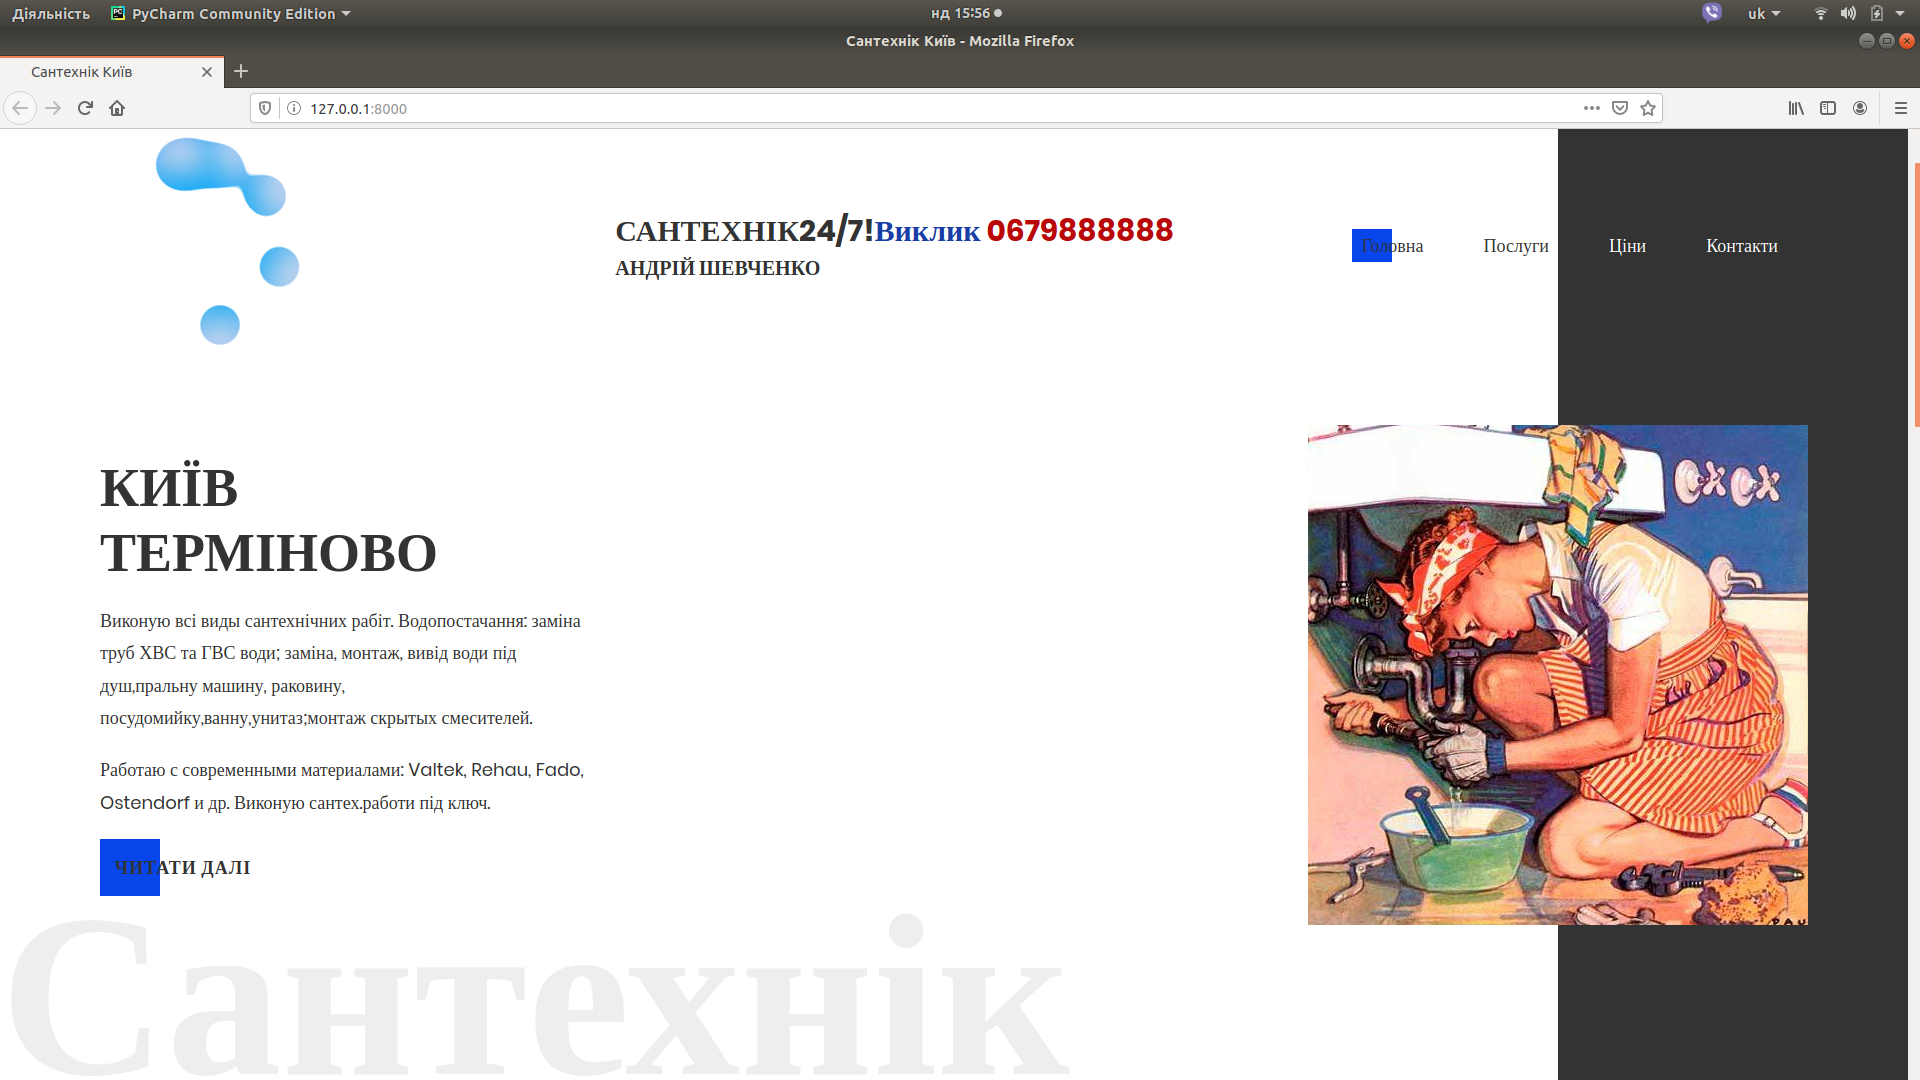 Діяльність PyCharm Community Edition нд 15:56 uk
Сантехнік Київ - Mozilla Firefox
Сантехнік Київ
127.0.0.1:8000
САНТЕХНІК24/7!Виклик 0679888888
АНДРІЙ ШЕВЧЕНКО
Головна Послуги Ціни Контакти
КИЇВ
ТЕРМІНОВО
Виконую всі виды сантехнічних рабіт. Водопостачання: заміна
труб ХВС та ГВС води; заміна, монтаж, вивід води під
душ,пральну машину, раковину,
посудомийку,ванну,унитаз;монтаж скрытых смесителей.
Работаю с современными материалами: Valtek, Rehau, Fado,
Ostendorf и др. Виконую сантех.работи під ключ.
ЧИТАТИ ДАЛІ
Сантехнік
PAU